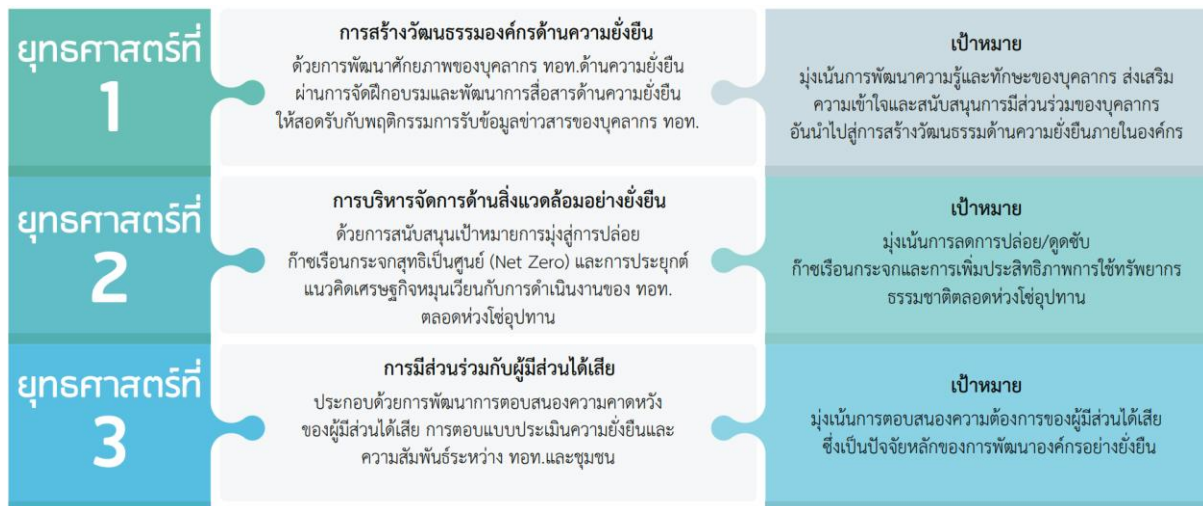 ยุทธศาสตร์ที่
1
การสร้างวัฒนธรรมองค์กรด้านความยั่งยืน
ด้วยการพัฒนาศักยภาพของบุคลากร ทอท.ด้านความยั่งยืน
ผ่านการจัดฝึกอบรมและพัฒนาการสื่อสารด้านความยั่งยืน
ให้สอดรับกับพฤติกรรมการรับข้อมูลข่าวสารของบุคลากร ทอท.
เป้าหมาย
มุ่งเน้นการพัฒนาความรู้และทักษะของบุคลากร ส่งเสริม
ความเข้าใจและสนับสนุนการมีส่วนร่วมของบุคลากร
อันนำไปสู่การสร้างวัฒนธรรมด้านความยั่งยืนภายในองค์กร
ยุทธศาสตร์ที่
2
การบริหารจัดการด้านสิ่งแวดล้อมอย่างยั่งยืน
ด้วยการสนับสนุนเป้าหมายการมุ่งสู่การปล่อย
ก๊าซเรือนกระจกสุทธิเป็นศูนย์ (Net Zero) และการประยุกต์
แนวคิดเศรษฐกิจหมุนเวียนกับการดำเนินงานของ ทอท.
ตลอดห่วงโซ่อุปทาน
เป้าหมาย
มุ่งเน้นการลดการปล่อย/ดูดซับ
ก๊าซเรือนกระจกและการเพิ่มประสิทธิภาพการใช้ทรัพยากร
ธรรมชาติตลอดห่วงโซ่อุปทาน
ยุทธศาสตร์ที่
3
การมีส่วนร่วมกับผู้มีส่วนได้เสีย
ประกอบด้วยการพัฒนาการตอบสนองความคาดหวัง
ของผู้มีส่วนได้เสีย การตอบแบบประเมินความยั่งยืนและ
ความสัมพันธ์ระหว่าง ทอท.และชุมชน
เป้าหมาย
มุ่งเน้นการตอบสนองความต้องการของผู้มีส่วนได้เสีย
ซึ่งเป็นปัจจัยหลักของการพัฒนาองค์กรอย่างยั่งยืน